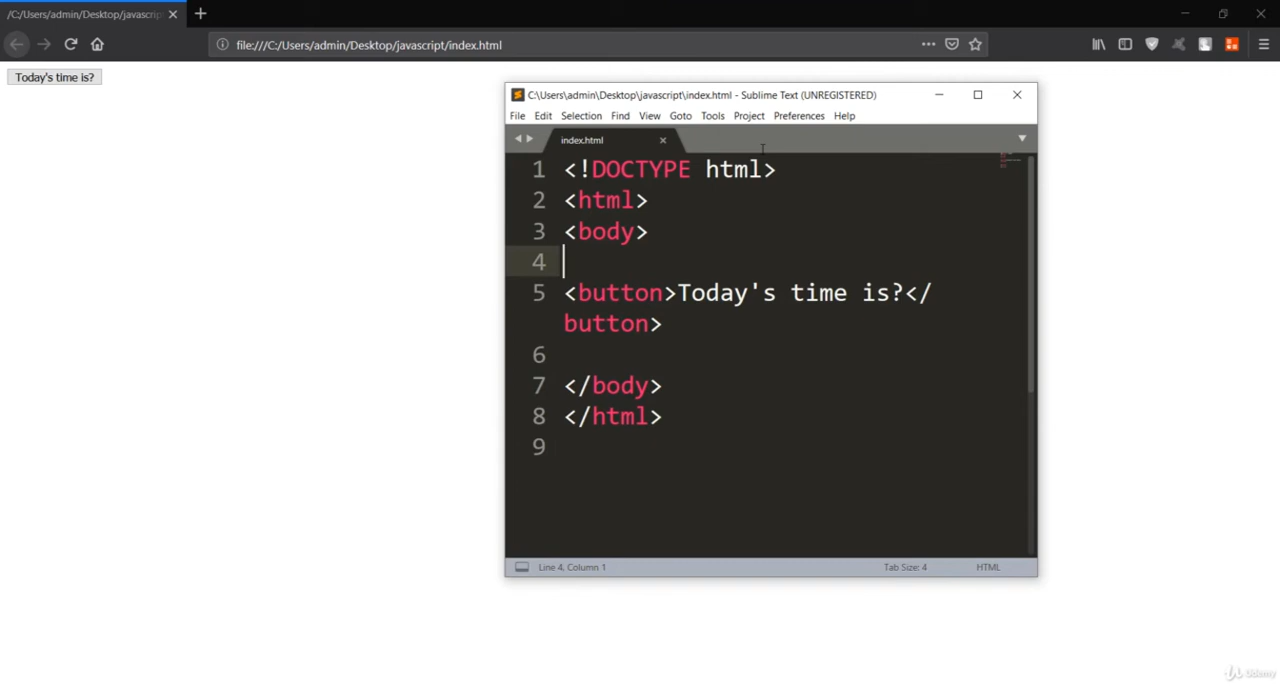 /C:/Users/admin/Desktop/javascrip
file:///C:/Users/admin/Desktop/javascript/index.html
Today's time is?
C:\Users\admin\Desktop\javascript\index.html - Sublime Text (UNREGISTERED)
File Edit Selection Find View Goto Tools Project Preferences Help
index.html
1 <!DOCTYPE html>
2 <html>
3 <body>
4
5 <button>Today's time is?</
button>
6
7 </body>
8 </html>
9
Line 4, Column 1 Tab Size: 4 HTML
Udemy